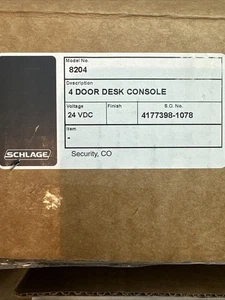 Model No.
8204
Description
4 DOOR DESK CONSOLE
Voltage
Finish
S.O. No.
24 VDC
4177398-1078
Item
-
SCHLAGE
Security, CO